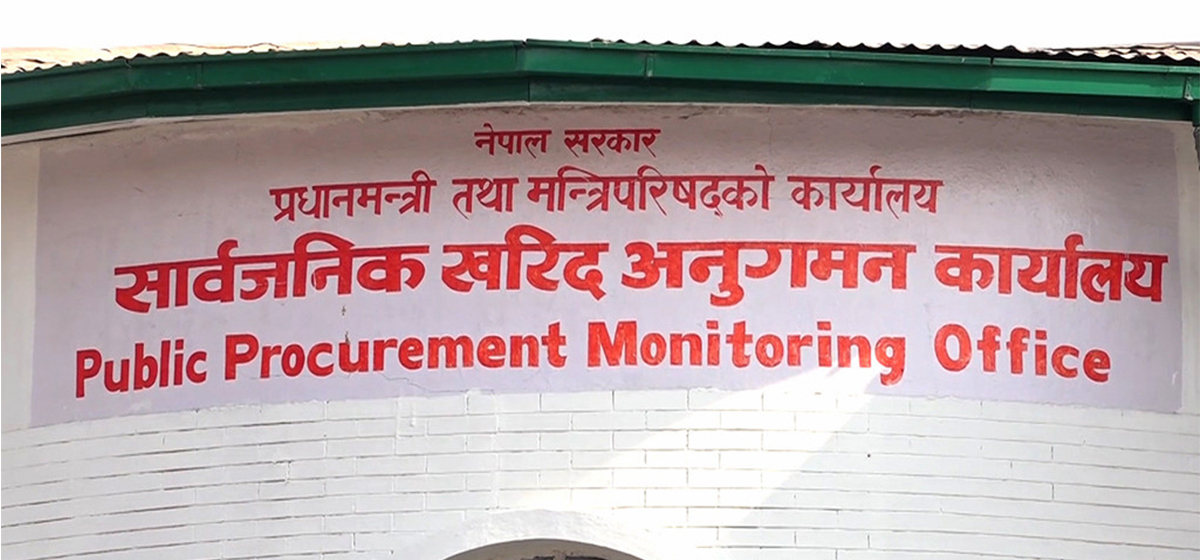 नेपाल सरकार
प्रधानमन्त्री तथा मन्त्रिपरिषद्को कार्यालय
सार्वजनिक खरिद अनुगमन कार्यालय
Public Procurement Monitoring Office